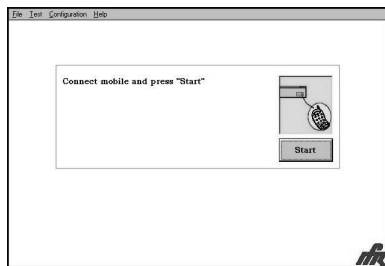 File Test Configuration Help
Connect mobile and press "Start"
Start